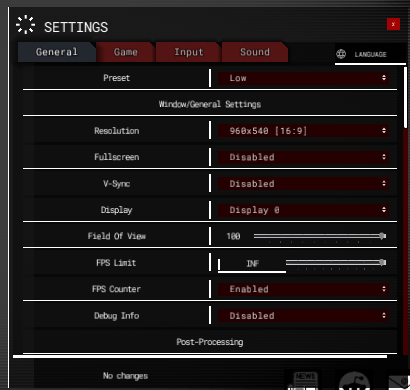 SETTINGS
x
General Game Input Sound
LANGUAGE
Preset Low
Window/General Settings
Resolution 960x540 [16:9]
Fullscreen Disabled
V-Sync Disabled
Display Display 0
Field Of View 100
FPS Limit INF
FPS Counter Enabled
Debug Info Disabled
Post-Processing
No changes
NEWS